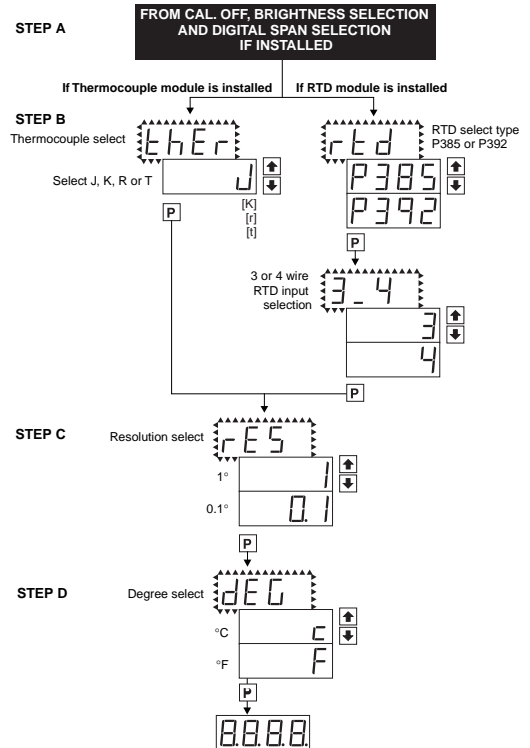 STEP A
FROM CAL. OFF, BRIGHTNESS SELECTION
AND DIGITAL SPAN SELECTION
IF INSTALLED
If Thermocouple module is installed
If RTD module is installed
STEP B
Thermocouple select
thEr
Select J, K, R or T
J
[K]
[r]
[t]
P
rtd
RTD select type
P385 or P392
P385
P392
P
3 or 4 wire
RTD input
selection
3_4
3
4
P
STEP C
Resolution select
rES
1°
1
0.1°
0.1
P
STEP D
Degree select
dEG
°C
c
°F
F
P
8.8.8.8.